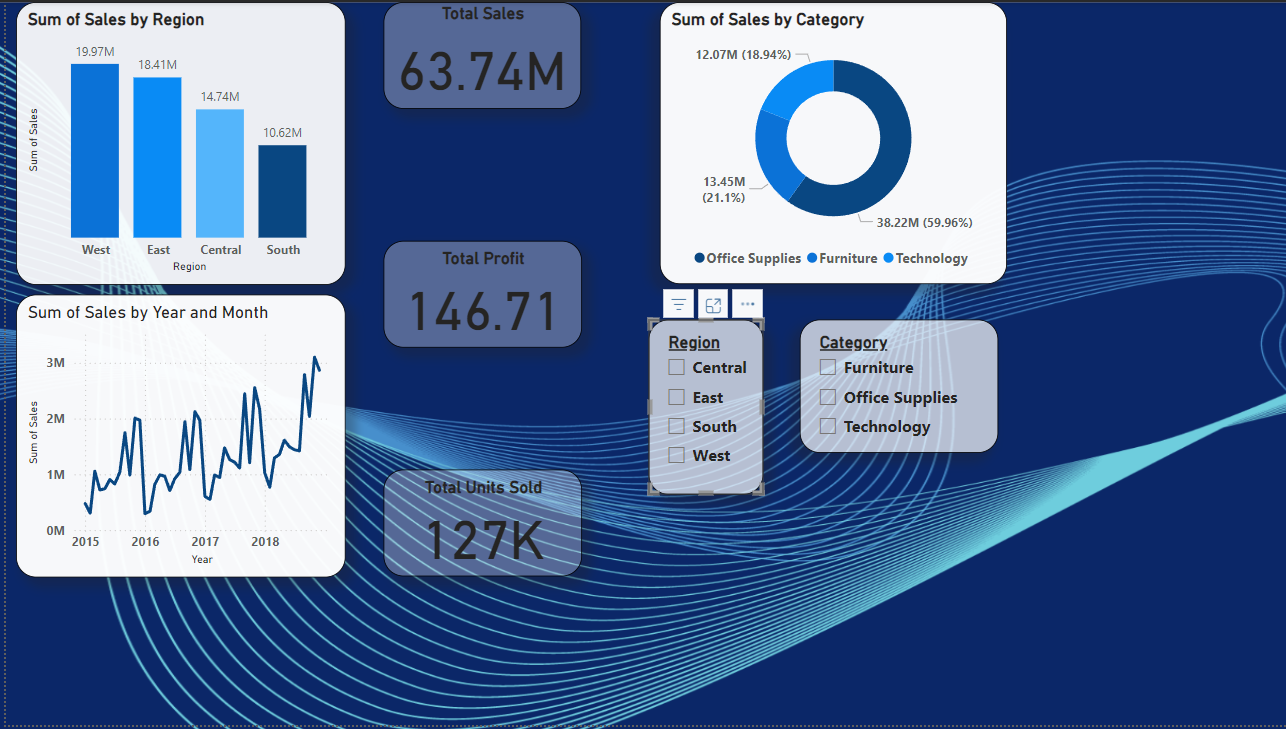 Sum of Sales by Region
19.97M
18.41M
14.74M
10.62M
Sum of Sales
West East Central South
Region
Total Sales
63.74M
Sum of Sales by Category
12.07M (18.94%)
13.45M
(21.1%)
38.22M (59.96%)
Office Supplies Furniture Technology
Total Profit
146.71
Sum of Sales by Year and Month
3M
2M
1M
0M
Sum of Sales
2015 2016 2017 2018
Year
Total Units Sold
127K
Region
Central
East
South
West
Category
Furniture
Office Supplies
Technology